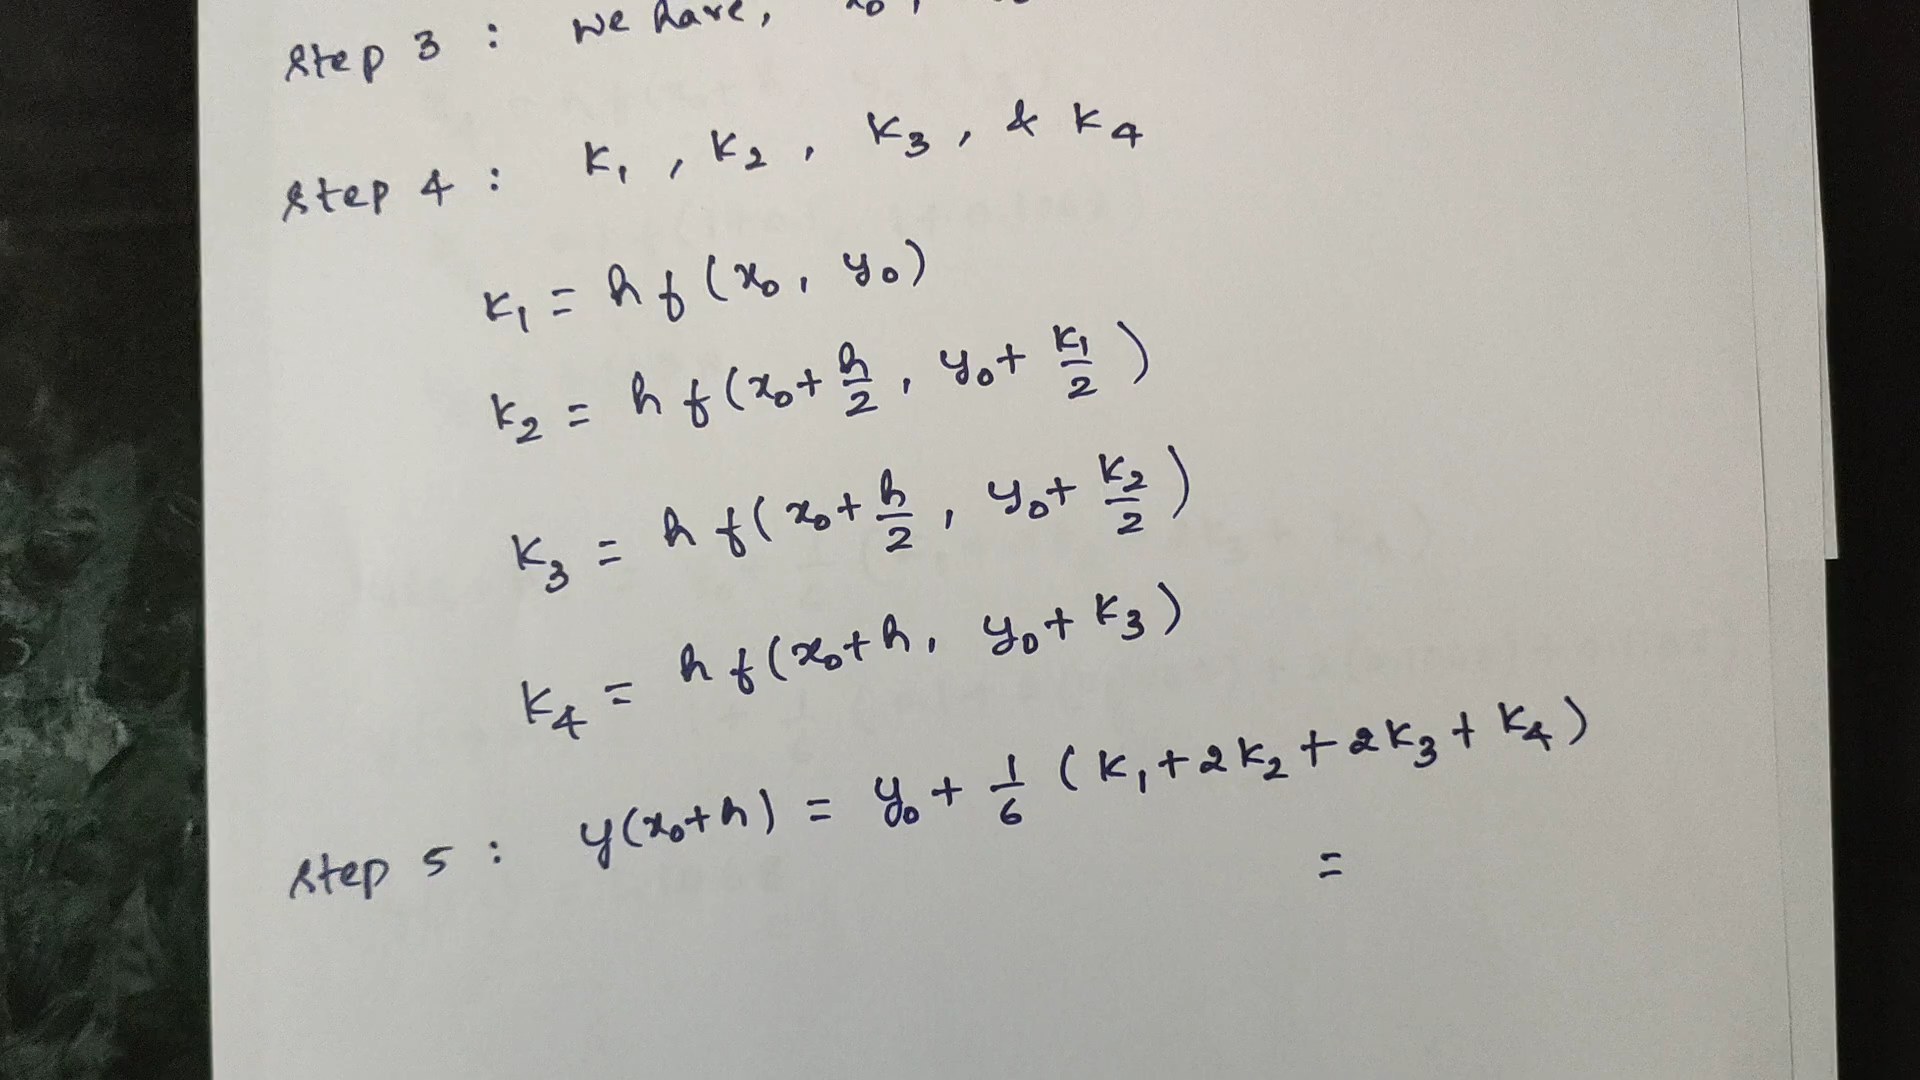 Step 3 : We have,
Step 4 : K₁, K₂, K₃, & K₄
K₁ = h f(x₀, y₀)
K₂ = h f(x₀ + h/2, y₀ + K₁/2)
K₃ = h f(x₀ + h/2, y₀ + K₂/2)
K₄ = h f(x₀ + h, y₀ + K₃)
Step 5 : y(x₀ + h) = y₀ + 1/6 (K₁ + 2K₂ + 2K₃ + K₄)
=